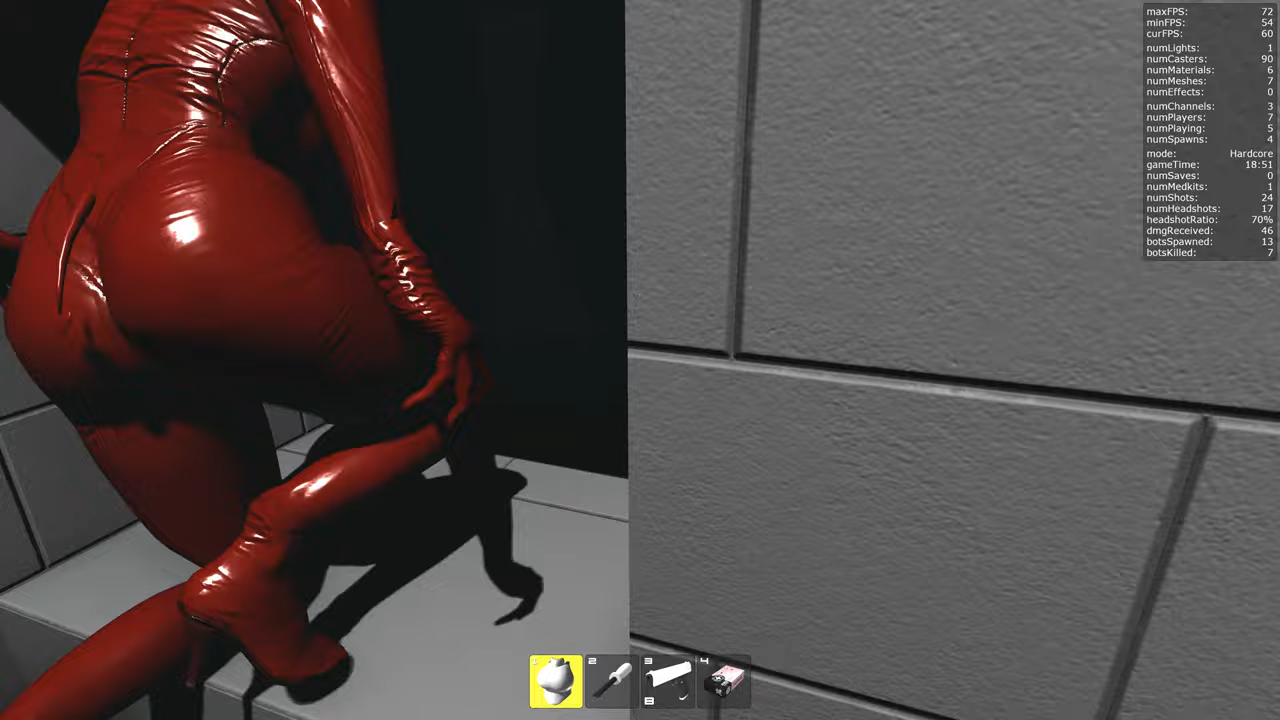 maxFPS: 72
minFPS: 54
curFPS: 60
numLights: 1
numCasters: 90
numMaterials: 6
numMeshes: 7
numEffects: 0
numChannels: 3
numPlayers: 7
numPlaying: 5
numSpawns: 4
mode: Hardcore
gameTime: 18:51
numSaves: 0
numMedkits: 1
numShots: 24
numHeadshots: 17
headshotRatio: 70%
dmgReceived: 46
botsSpawned: 13
botsKilled: 7
1 2 3 4
8